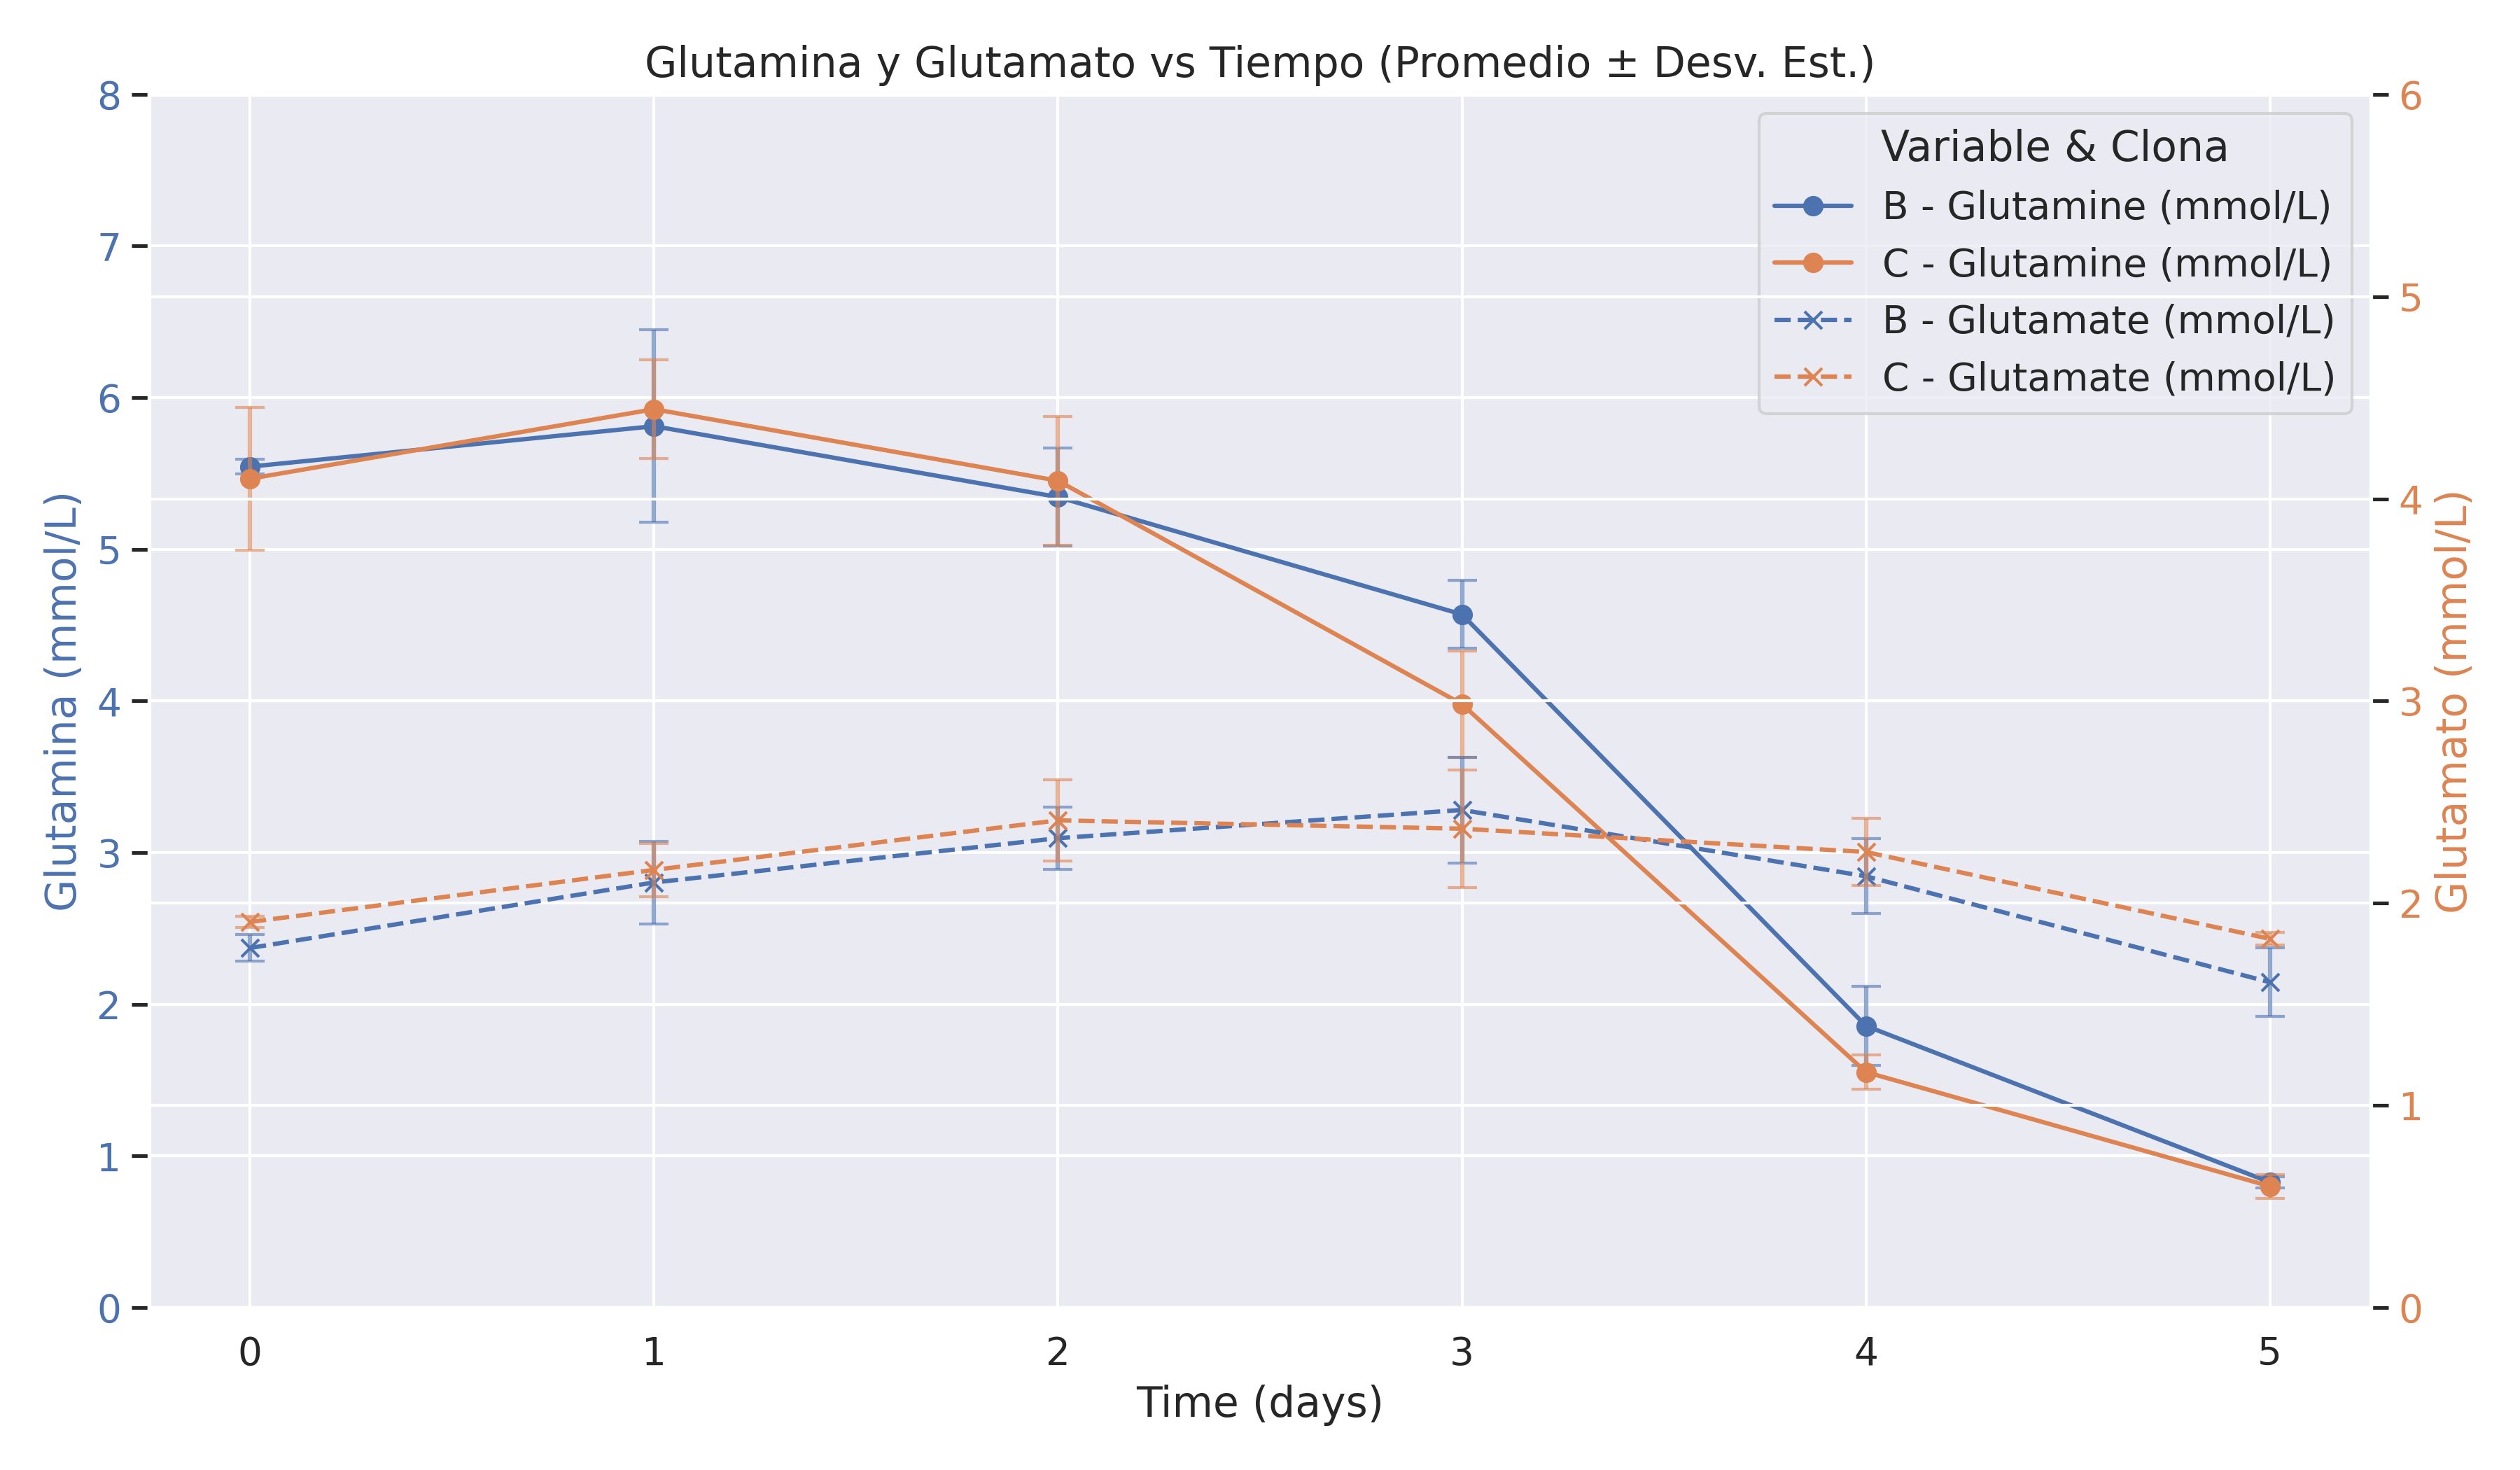 Glutamina y Glutamato vs Tiempo (Promedio ± Desv. Est.)
Variable & Clona
B - Glutamine (mmol/L)
C - Glutamine (mmol/L)
B - Glutamate (mmol/L)
C - Glutamate (mmol/L)
Glutamina (mmol/L)
8
7
6
5
4
3
2
1
0
6
5
4
3
2
1
0
Glutamato (mmol/L)
0 1 2 3 4 5
Time (days)